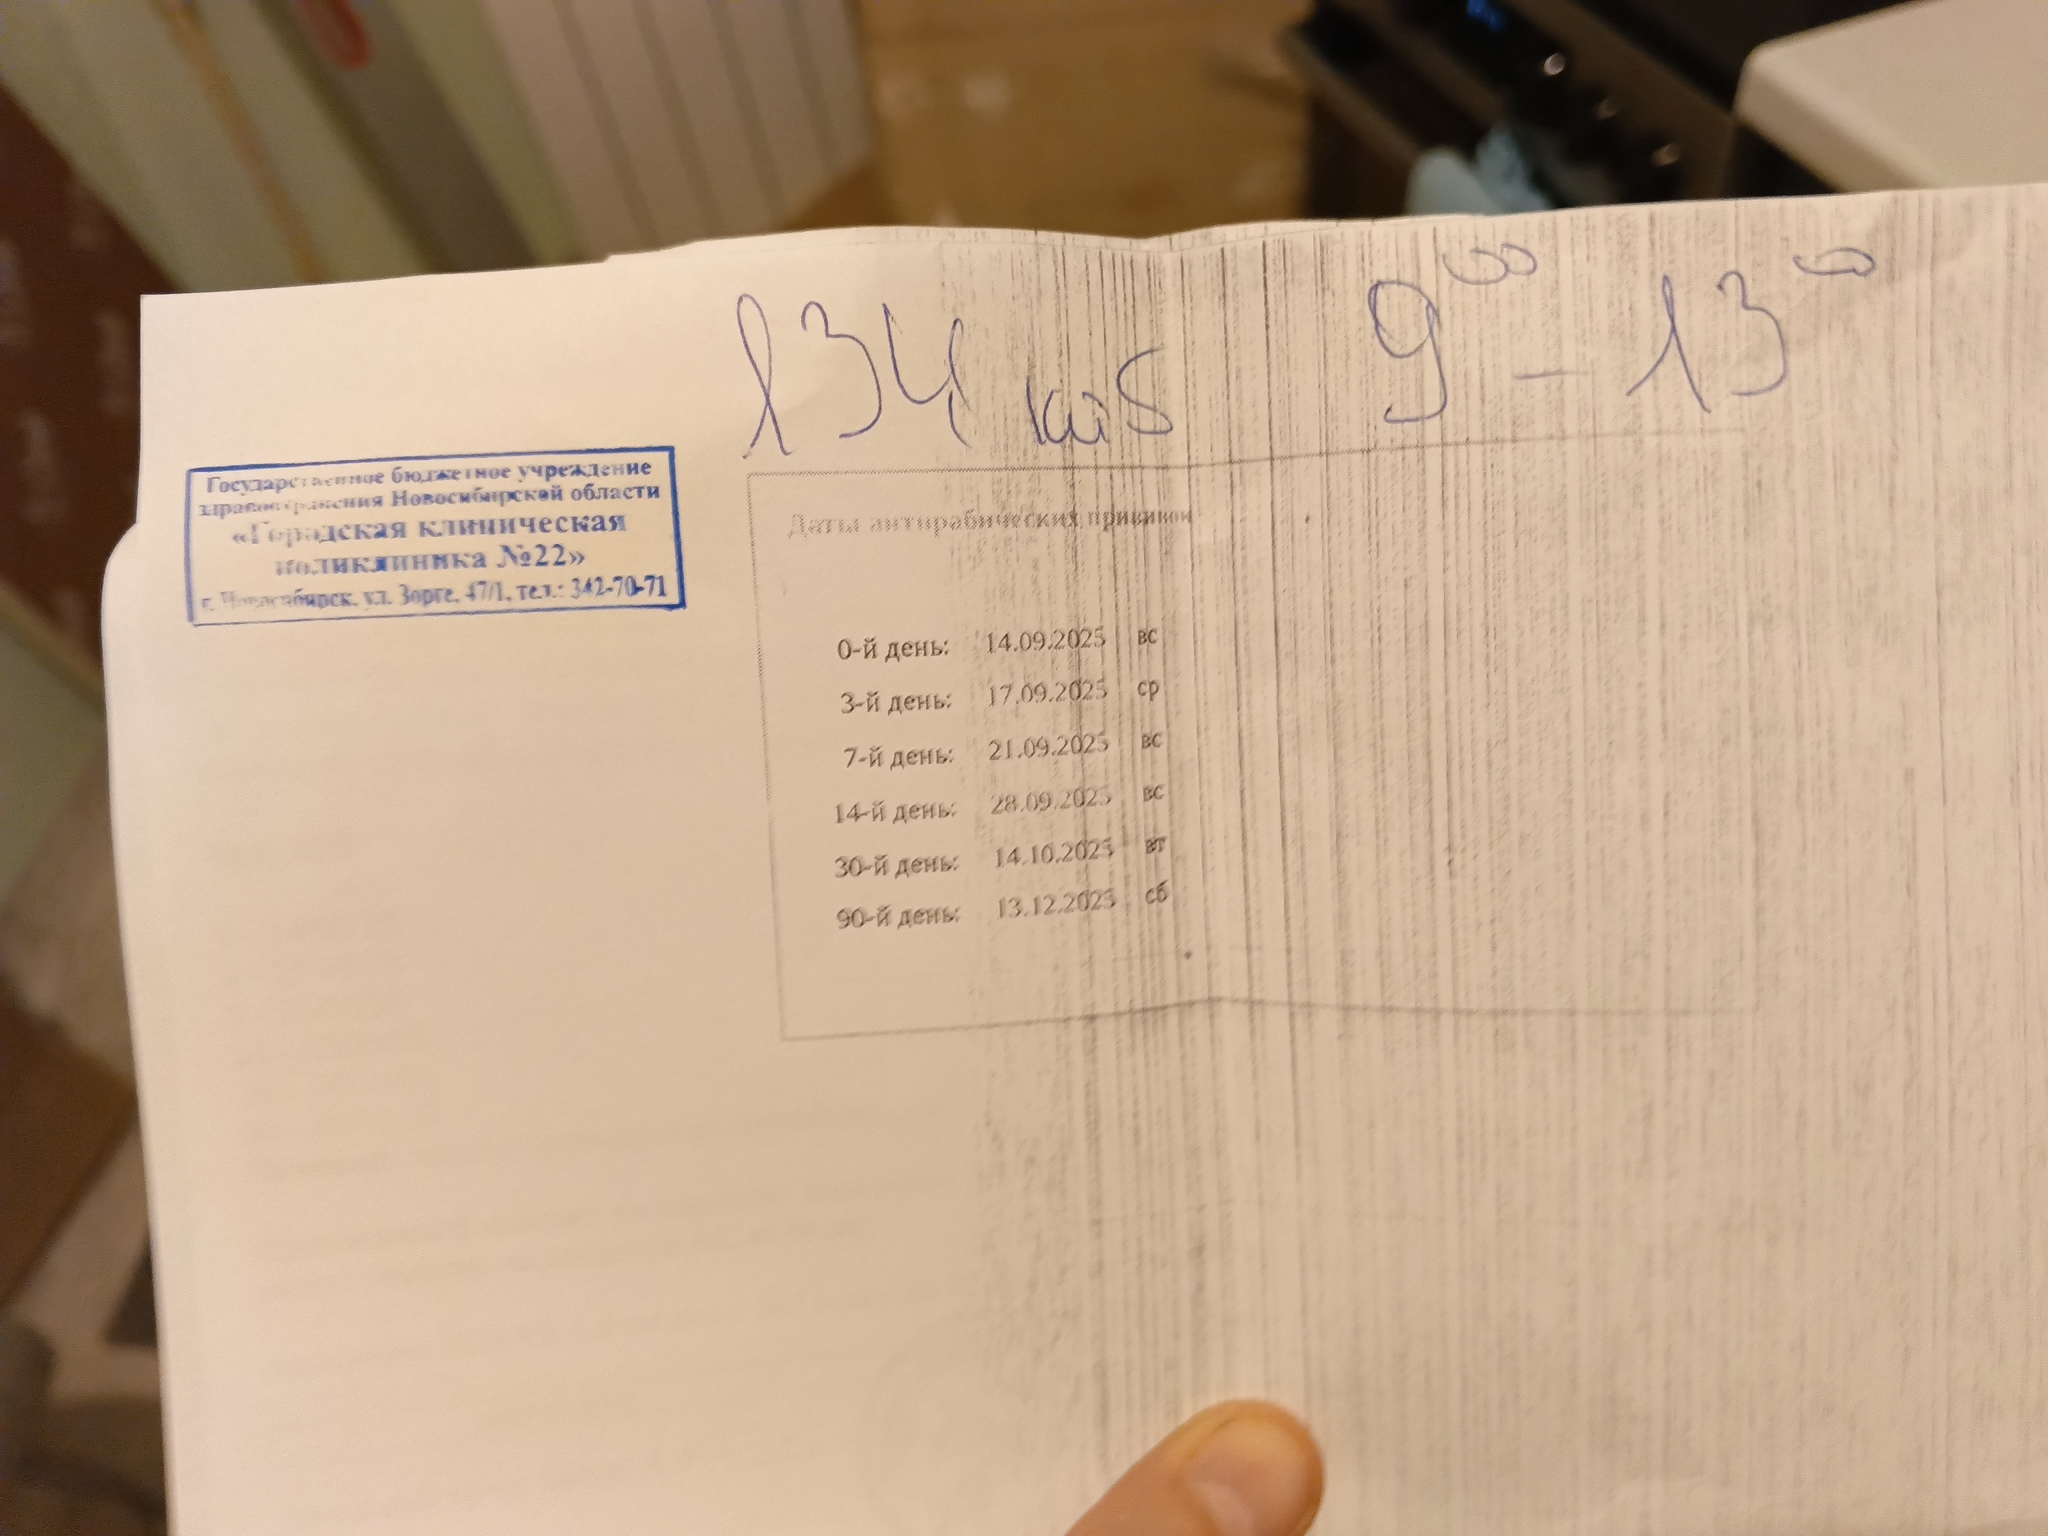 134 каб 9⁰⁰ – 13⁰⁰
Государственное бюджетное учреждение
здравоохранения Новосибирской области
«Городская клиническая
поликлиника №22»
г. Новосибирск, ул. Зорге, 47/1, тел.: 342-70-71
Даты антирабических прививок
0-й день: 14.09.2025 вс
3-й день: 17.09.2025 ср
7-й день: 21.09.2025 вс
14-й день: 28.09.2025 вс
30-й день: 14.10.2025 вт
90-й день: 13.12.2025 сб